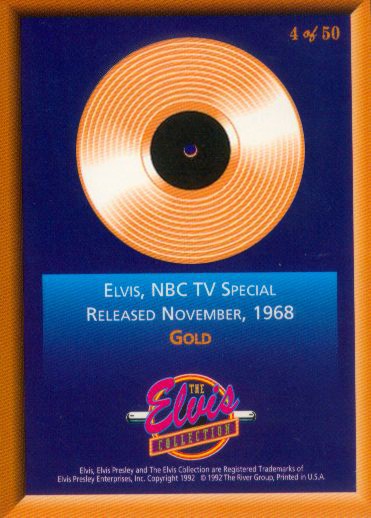 4 of 50
ELVIS, NBC TV SPECIAL
RELEASED NOVEMBER, 1968
GOLD
THE
Elvis
COLLECTION
Elvis, Elvis Presley and The Elvis Collection are Registered Trademarks of
Elvis Presley Enterprises, Inc. Copyright 1992 © 1992 The River Group, Printed in U.S.A.